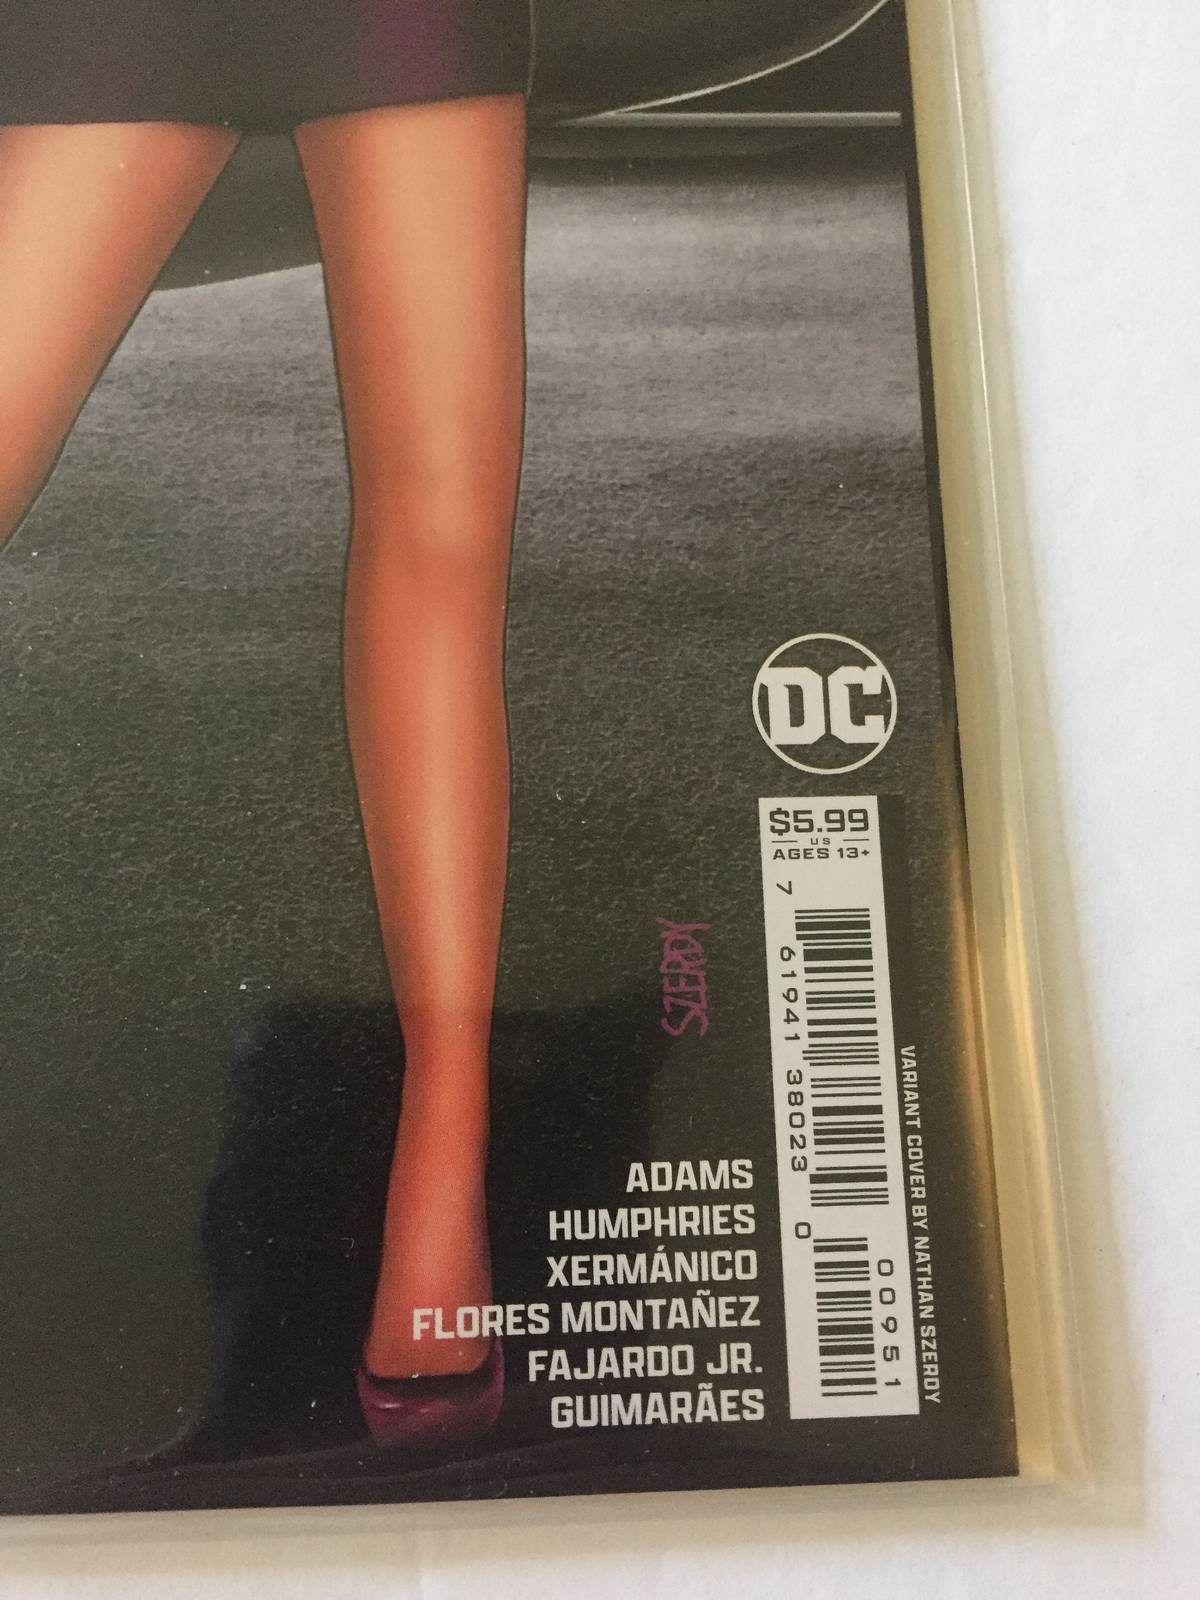 DC
$5.99
US
AGES 13+
7 61941 38023 0
00951
SZERDY
VARIANT COVER BY NATHAN SZERDY
ADAMS
HUMPHRIES
XERMÁNICO
FLORES MONTAÑEZ
FAJARDO JR.
GUIMARÃES